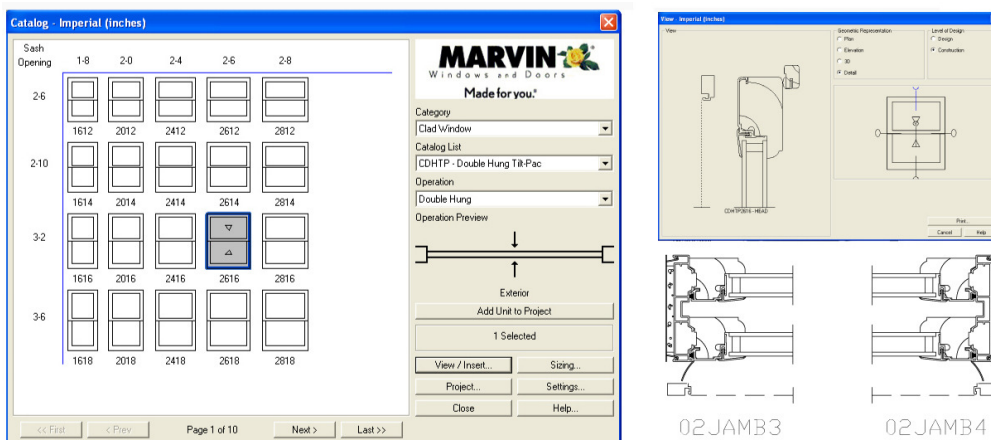 Catalog - Imperial (inches)
Sash
Opening
1-8 2-0 2-4 2-6 2-8
2-6
1612 2012 2412 2612 2812
2-10
1614 2014 2414 2614 2814
3-2
1616 2016 2416 2616 2816
3-6
1618 2018 2418 2618 2818
<< First < Prev Page 1 of 10 Next > Last >>
MARVIN
Windows and Doors
Made for you.®
Category
Clad Window
Catalog List
CDHTP - Double Hung Tilt-Pac
Operation
Double Hung
Operation Preview
Exterior
Add Unit to Project
1 Selected
View / Insert... Sizing...
Project... Settings...
Close Help...
View - Imperial (inches)
View
Geometric Representation
Plan
Elevation
3D
Detail
Level of Design
Design
Construction
CDHTP2616 - HEAD
Print...
Cancel Help
02JAMB3 02JAMB4